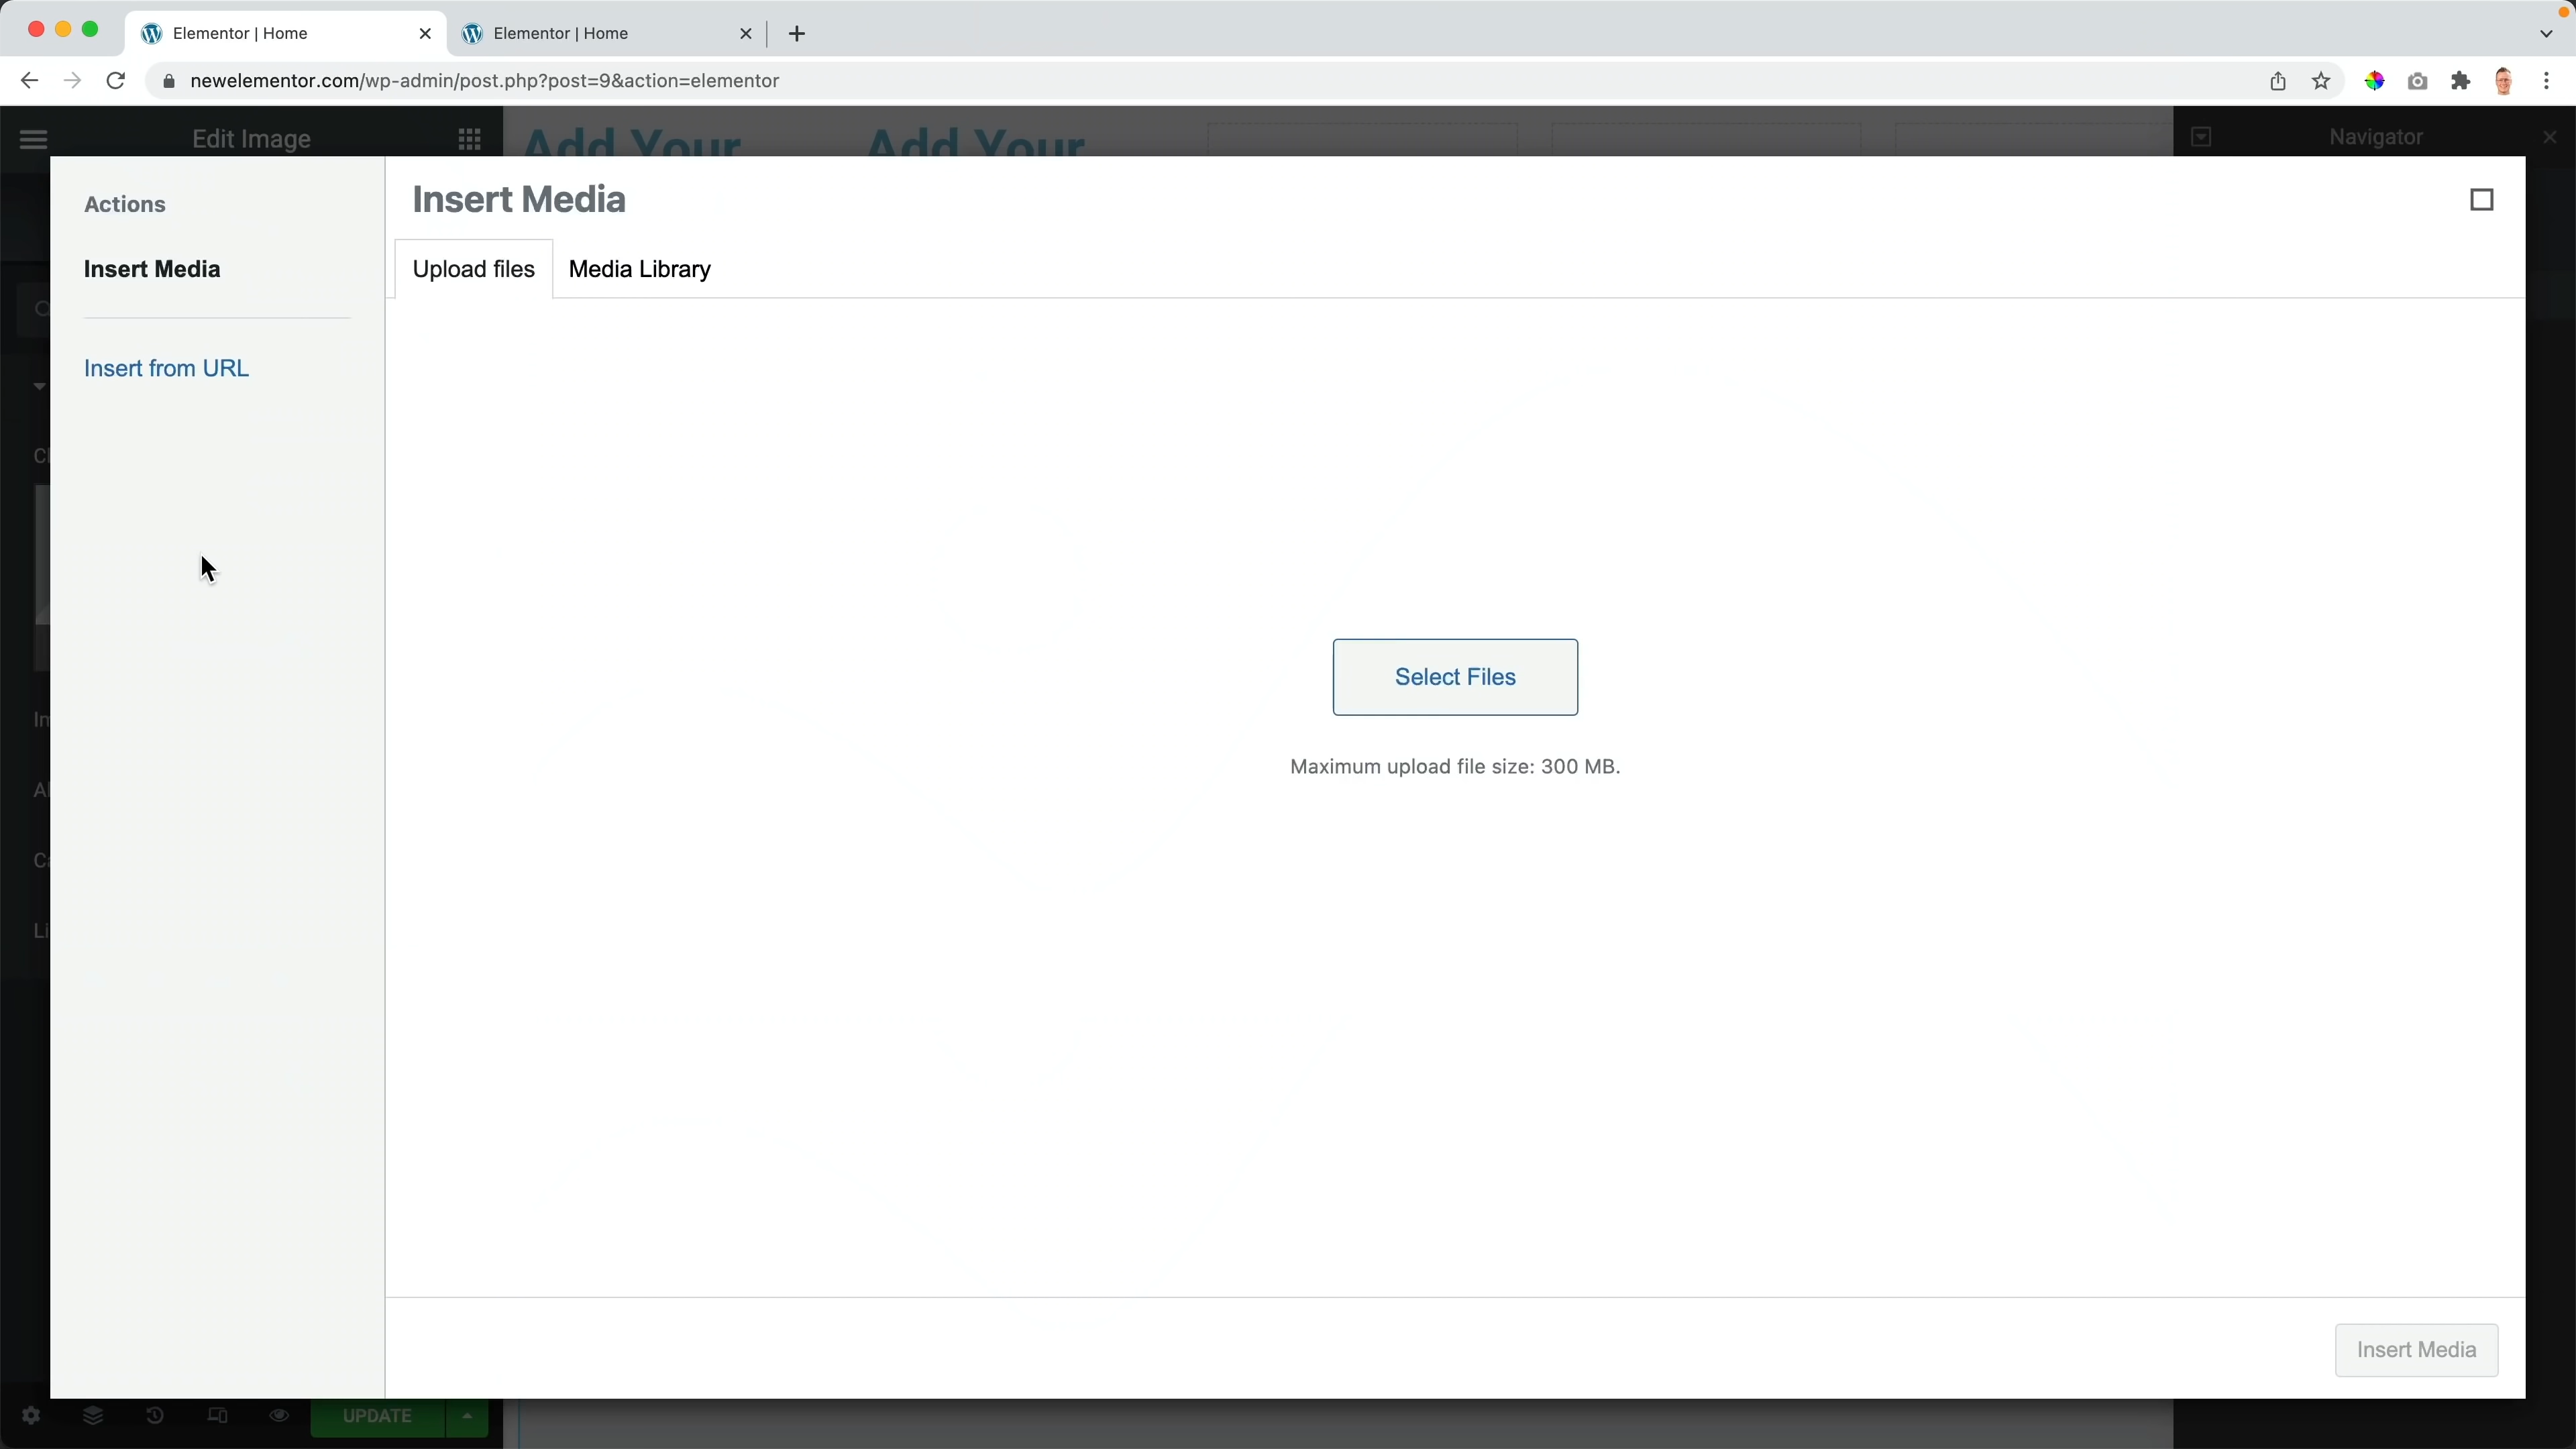 Elementor | Home
Elementor | Home
newelementor.com/wp-admin/post.php?post=9&action=elementor
Edit Image
Add Your
Add Your
Navigator
Actions
Insert Media
Insert from URL
Insert Media
Upload files
Media Library
Select Files
Maximum upload file size: 300 MB.
Insert Media
UPDATE